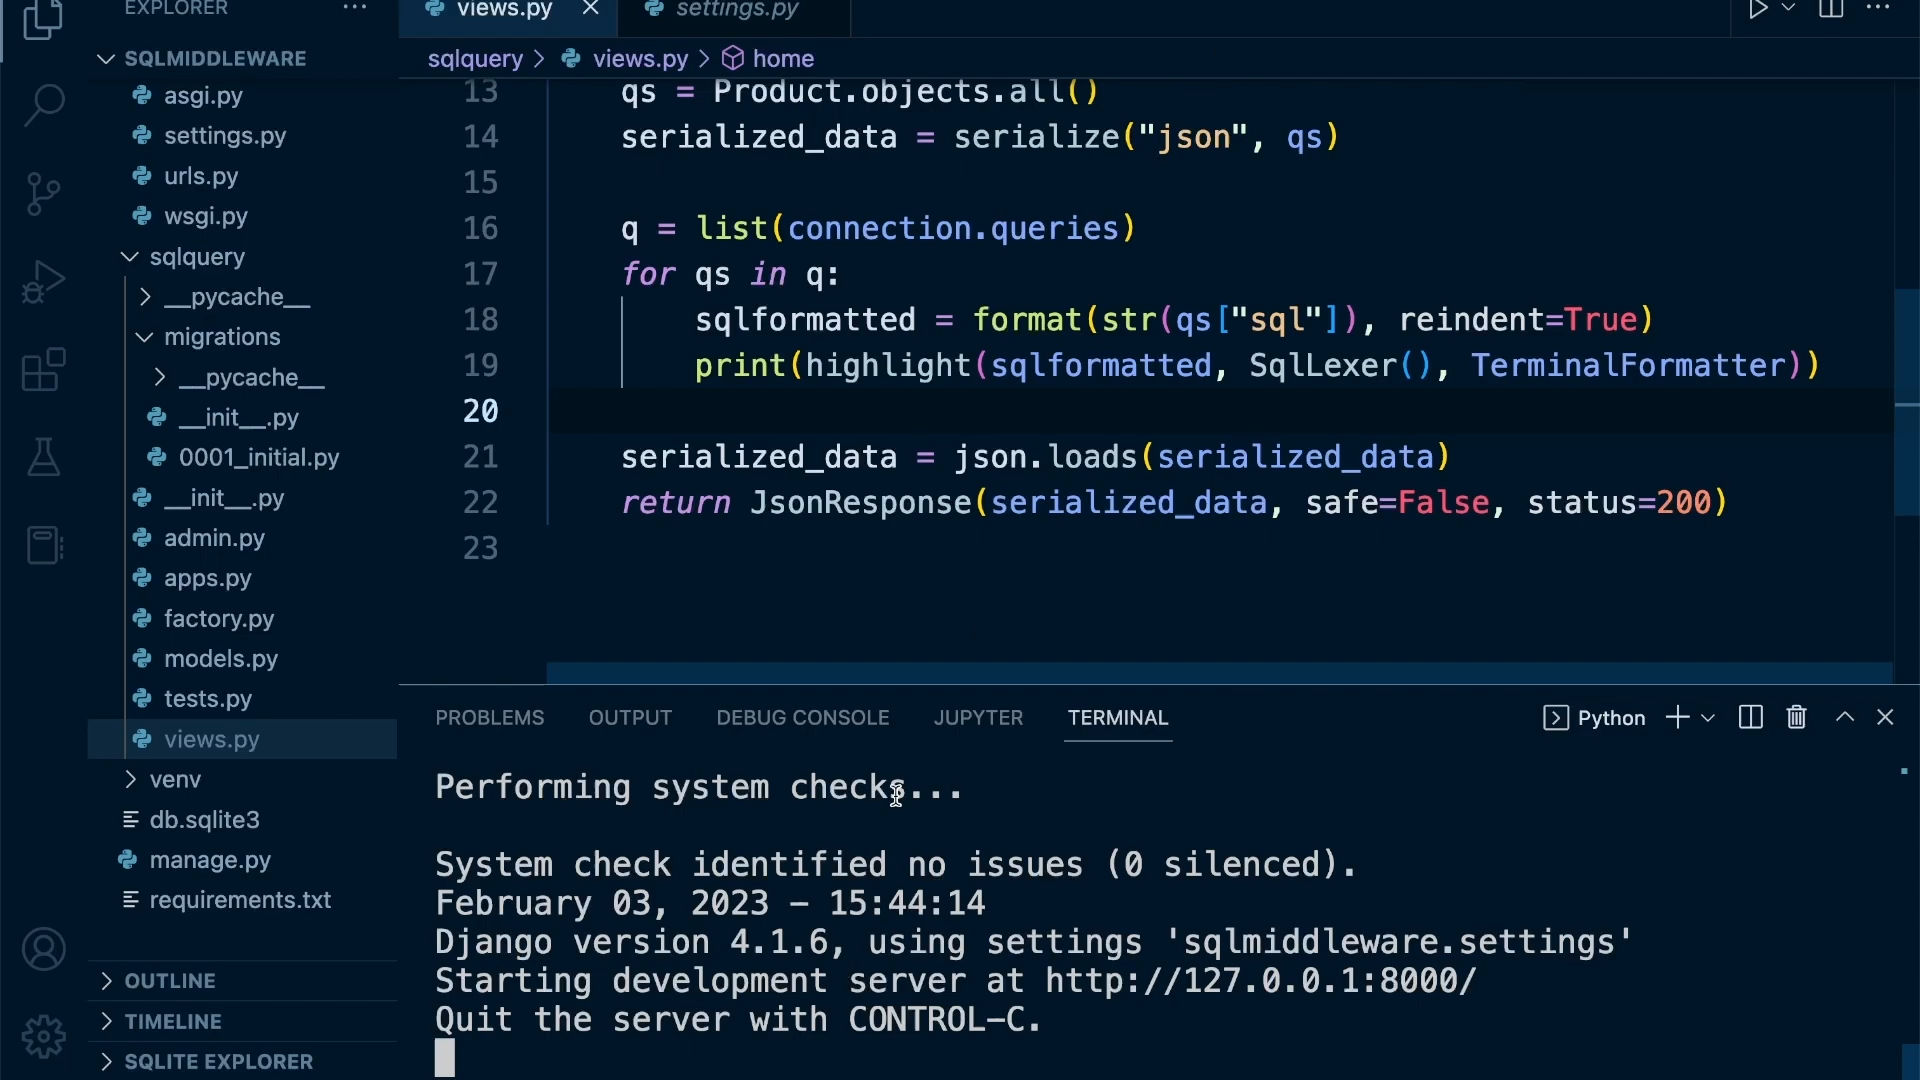 EXPLORER
SQLMIDDLEWARE
asgi.py
settings.py
urls.py
wsgi.py
sqlquery
__pycache__
migrations
__pycache__
__init__.py
0001_initial.py
__init__.py
admin.py
apps.py
factory.py
models.py
tests.py
views.py
venv
db.sqlite3
manage.py
requirements.txt
OUTLINE
TIMELINE
SQLITE EXPLORER
views.py
settings.py
sqlquery > views.py > home
13 qs = Product.objects.all()
14 serialized_data = serialize("json", qs)
15
16 q = list(connection.queries)
17 for qs in q:
18 sqlformatted = format(str(qs["sql"]), reindent=True)
19 print(highlight(sqlformatted, SqlLexer(), TerminalFormatter))
20
21 serialized_data = json.loads(serialized_data)
22 return JsonResponse(serialized_data, safe=False, status=200)
23
PROBLEMS OUTPUT DEBUG CONSOLE JUPYTER TERMINAL Python
Performing system checks...
System check identified no issues (0 silenced).
February 03, 2023 - 15:44:14
Django version 4.1.6, using settings 'sqlmiddleware.settings'
Starting development server at http://127.0.0.1:8000/
Quit the server with CONTROL-C.